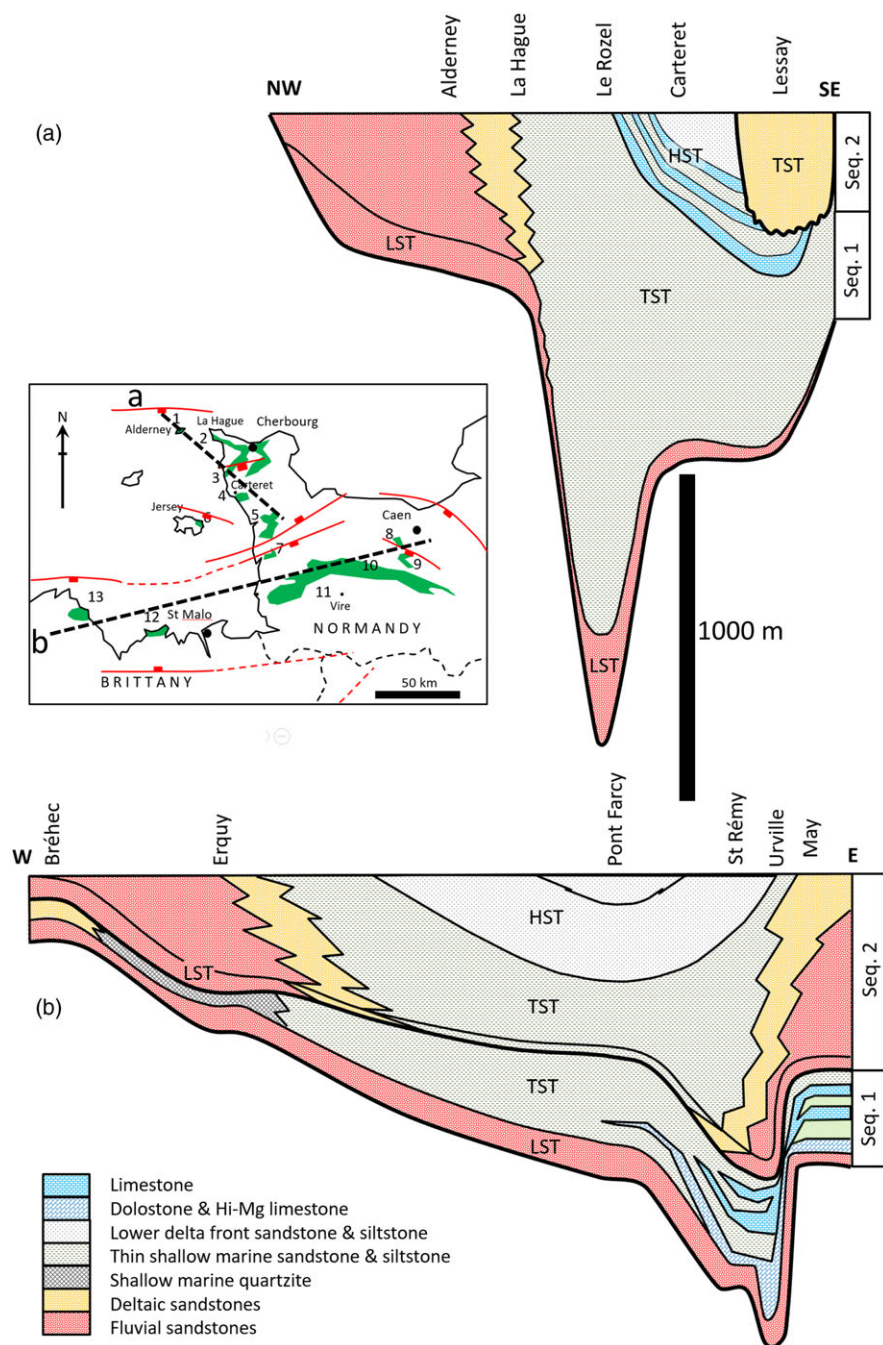 Alderney
La Hague
Le Rozel
Carteret
Lessay
NW
SE
(a)
HST
TST
Seq. 2
LST
TST
Seq. 1
a
N
1
La Hague
Cherbourg
Alderney
2
3
Carteret
4
Jersey
6
5
Caen
8
7
10
9
13
11
Vire
12
St Malo
b
NORMANDY
BRITTANY
50 km
LST
1000 m
Bréhec
Erquy
Pont Farcy
St Rémy
Urville
May
W
E
HST
Seq. 2
LST
(b)
TST
TST
Seq. 1
LST
Limestone
Dolostone & Hi-Mg limestone
Lower delta front sandstone & siltstone
Thin shallow marine sandstone & siltstone
Shallow marine quartzite
Deltaic sandstones
Fluvial sandstones